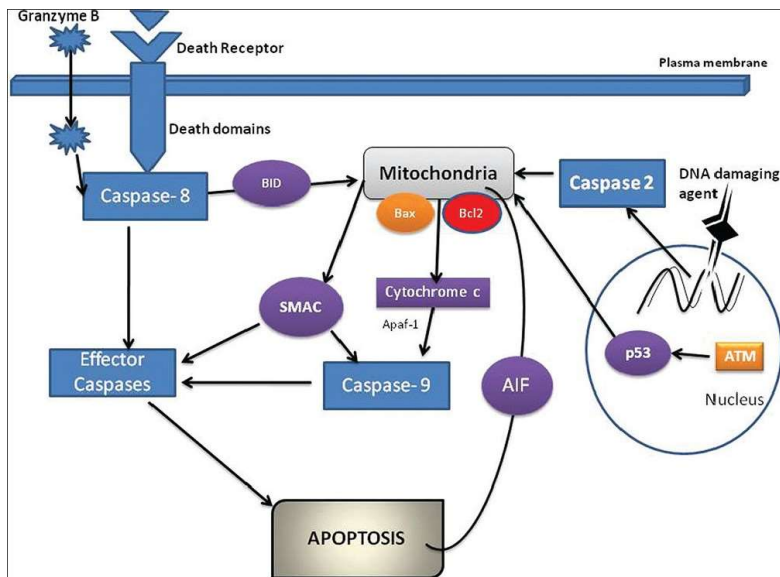 Granzyme B
Death Receptor
Plasma membrane
Death domains
Caspase-8
BID
Mitochondria
Bax
Bcl2
Caspase 2
DNA damaging
agent
SMAC
Cytochrome c
Apaf-1
Effector
Caspases
Caspase-9
AIF
p53
ATM
Nucleus
APOPTOSIS